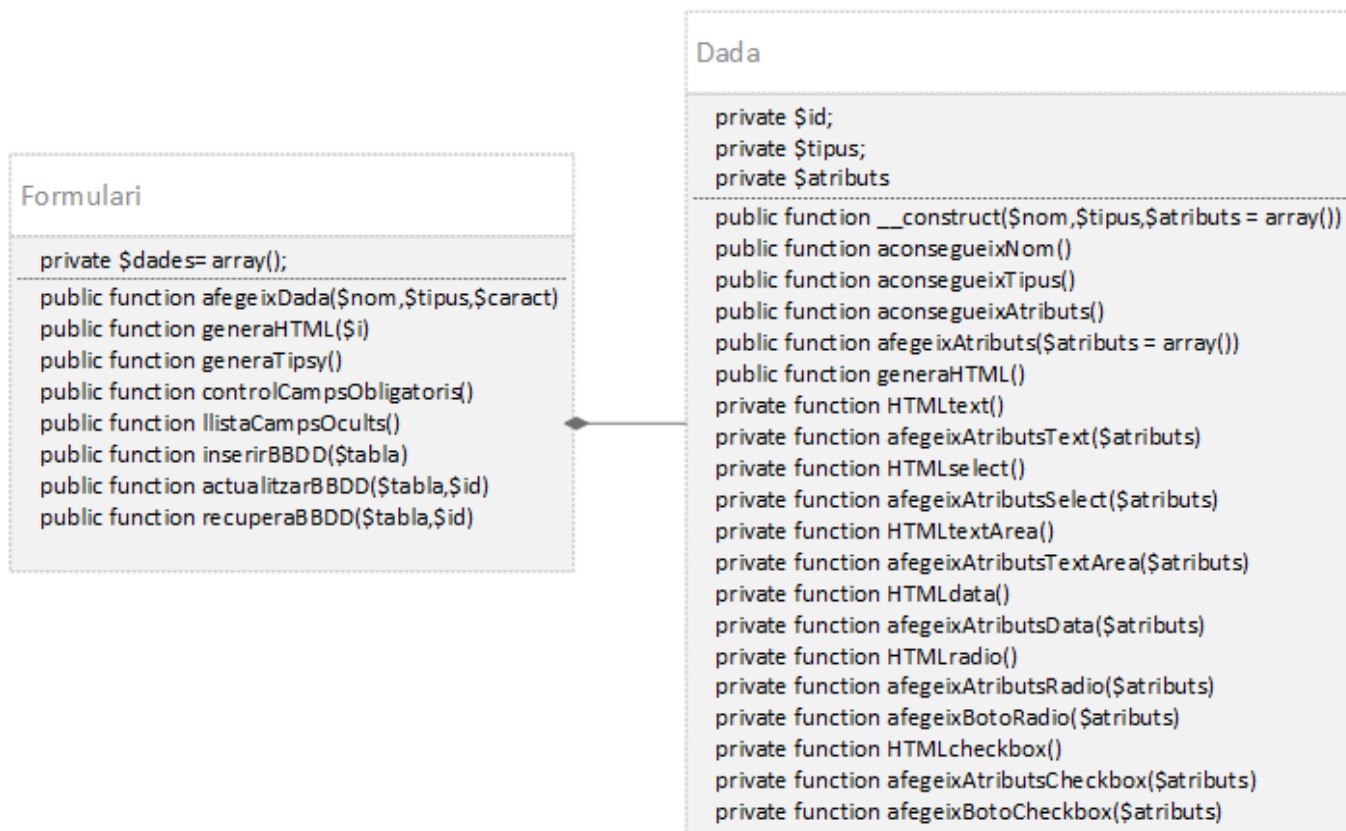 Formulari
private $dades= array();
public function afegeixDada($nom,$tipus,$caract)
public function generaHTML($i)
public function generaTipsy()
public function controlCampsObligatoris()
public function llistaCampsOcults()
public function inserirBBDD($tabla)
public function actualitzarBBDD($tabla,$id)
public function recuperaBBDD($tabla,$id)
Dada
private $id;
private $tipus;
private $atributs
public function __construct($nom,$tipus,$atributs = array())
public function aconsegueixNom()
public function aconsegueixTipus()
public function aconsegueixAtributs()
public function afegeixAtributs($atributs = array())
public function generaHTML()
private function HTMLtext()
private function afegeixAtributsText($atributs)
private function HTMLselect()
private function afegeixAtributsSelect($atributs)
private function HTMLtextArea()
private function afegeixAtributsTextArea($atributs)
private function HTMLdata()
private function afegeixAtributsData($atributs)
private function HTMLradio()
private function afegeixAtributsRadio($atributs)
private function afegeixBotoRadio($atributs)
private function HTMLcheckbox()
private function afegeixAtributsCheckbox($atributs)
private function afegeixBotoCheckbox($atributs)